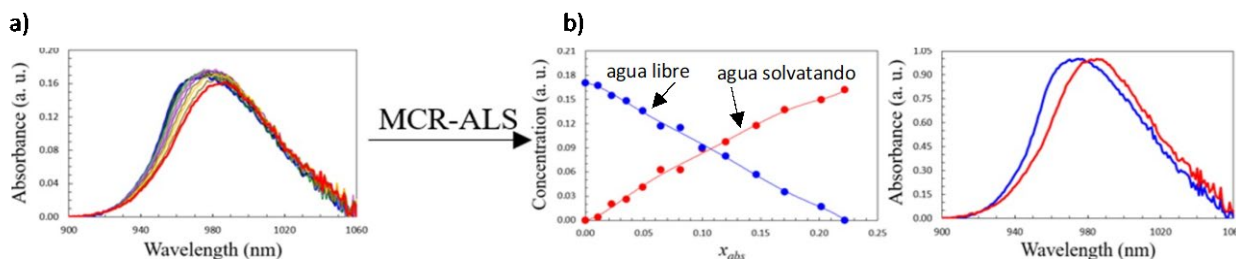 a)
Absorbance (a. u.)
0.20
0.16
0.12
0.08
0.04
0.00
900 940 980 1020 1060
Wavelength (nm)
MCR-ALS
b)
Concentration (a. u.)
0.21
0.18
0.15
0.12
0.09
0.06
0.03
0.00
0.00 0.05 0.10 0.15 0.20 0.25
x_abs
agua libre
agua solvatando
Absorbance (a. u.)
1.05
0.90
0.75
0.60
0.45
0.30
0.15
0.00
900 940 980 1020 1060
Wavelength (nm)